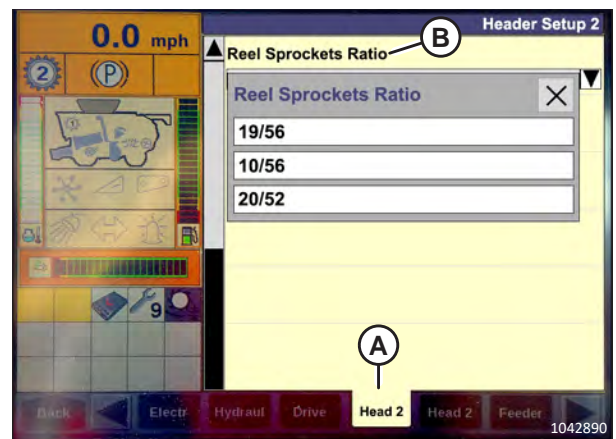 Header Setup 2
0.0 mph
2
P
Reel Sprockets Ratio
B
Reel Sprockets Ratio
19/56
10/56
20/52
9
A
Back
Electr
Hydraul
Drive
Head 2
Head 2
Feeder
1042890